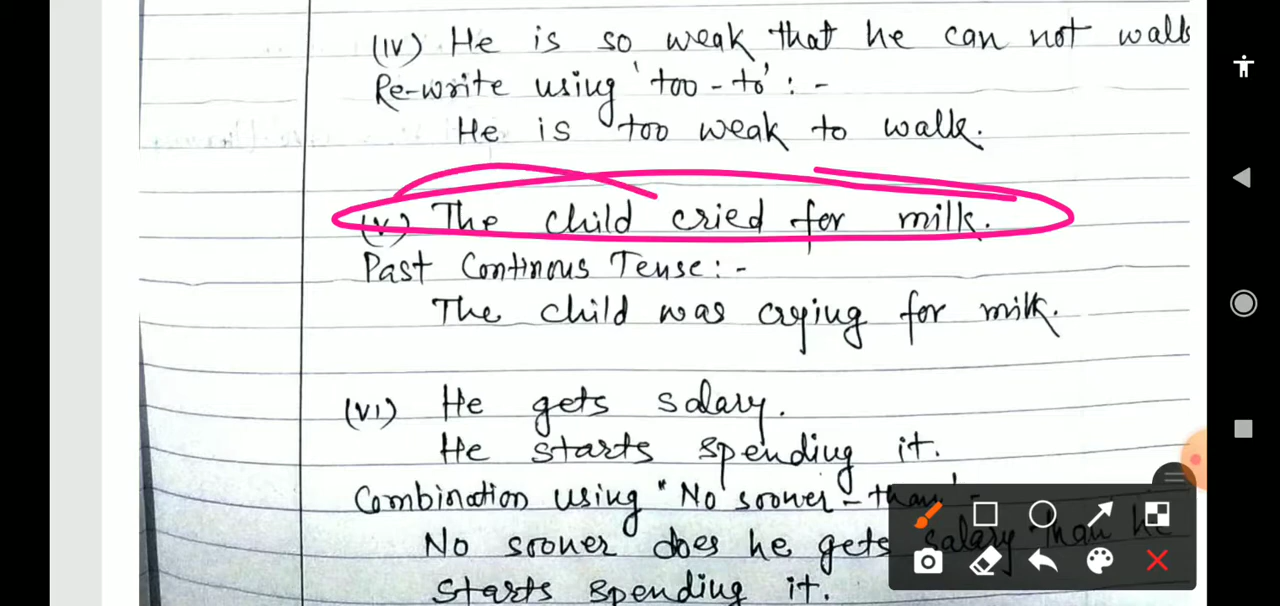 (iv) He is so weak that he can not walk
Re-write using 'too - to' : -
He is too weak to walk.
(v) The child cried for milk.
Past Continous Tense : -
The child was crying for milk.
(vi) He gets salary.
He starts spending it.
Combination using "No sooner - than" -
No sooner does he gets salary than he
starts spending it.